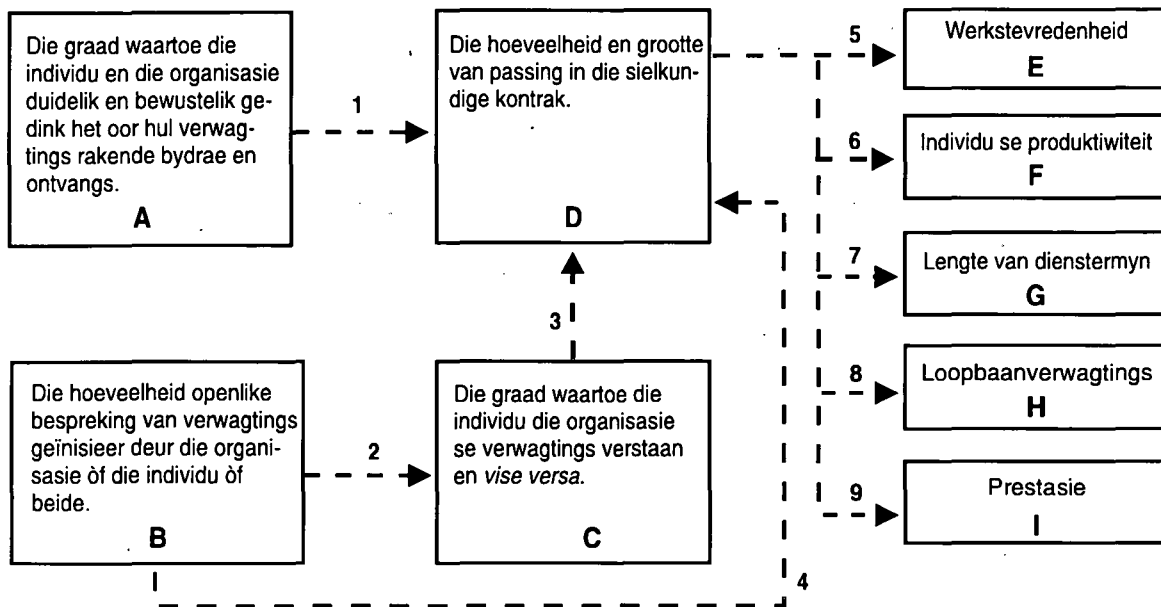 Die graad waartoe die
individu en die organisasie
duidelik en bewustelik ge-
dink het oor hul verwag-
tings rakende bydrae en
ontvangs.
A
1
Die hoeveelheid en grootte
van passing in die sielkun-
dige kontrak.
D
5
Werkstevredenheid
E
6
Individu se produktiwiteit
F
7
Lengte van dienstermyn
G
8
Loopbaanverwagtings
H
9
Prestasie
I
3
Die hoeveelheid openlike
bespreking van verwagtings
geïnisieer deur die organi-
sasie òf die individu òf
beide.
B
2
Die graad waartoe die
individu die organisasie
se verwagtings verstaan
en vise versa.
C
4